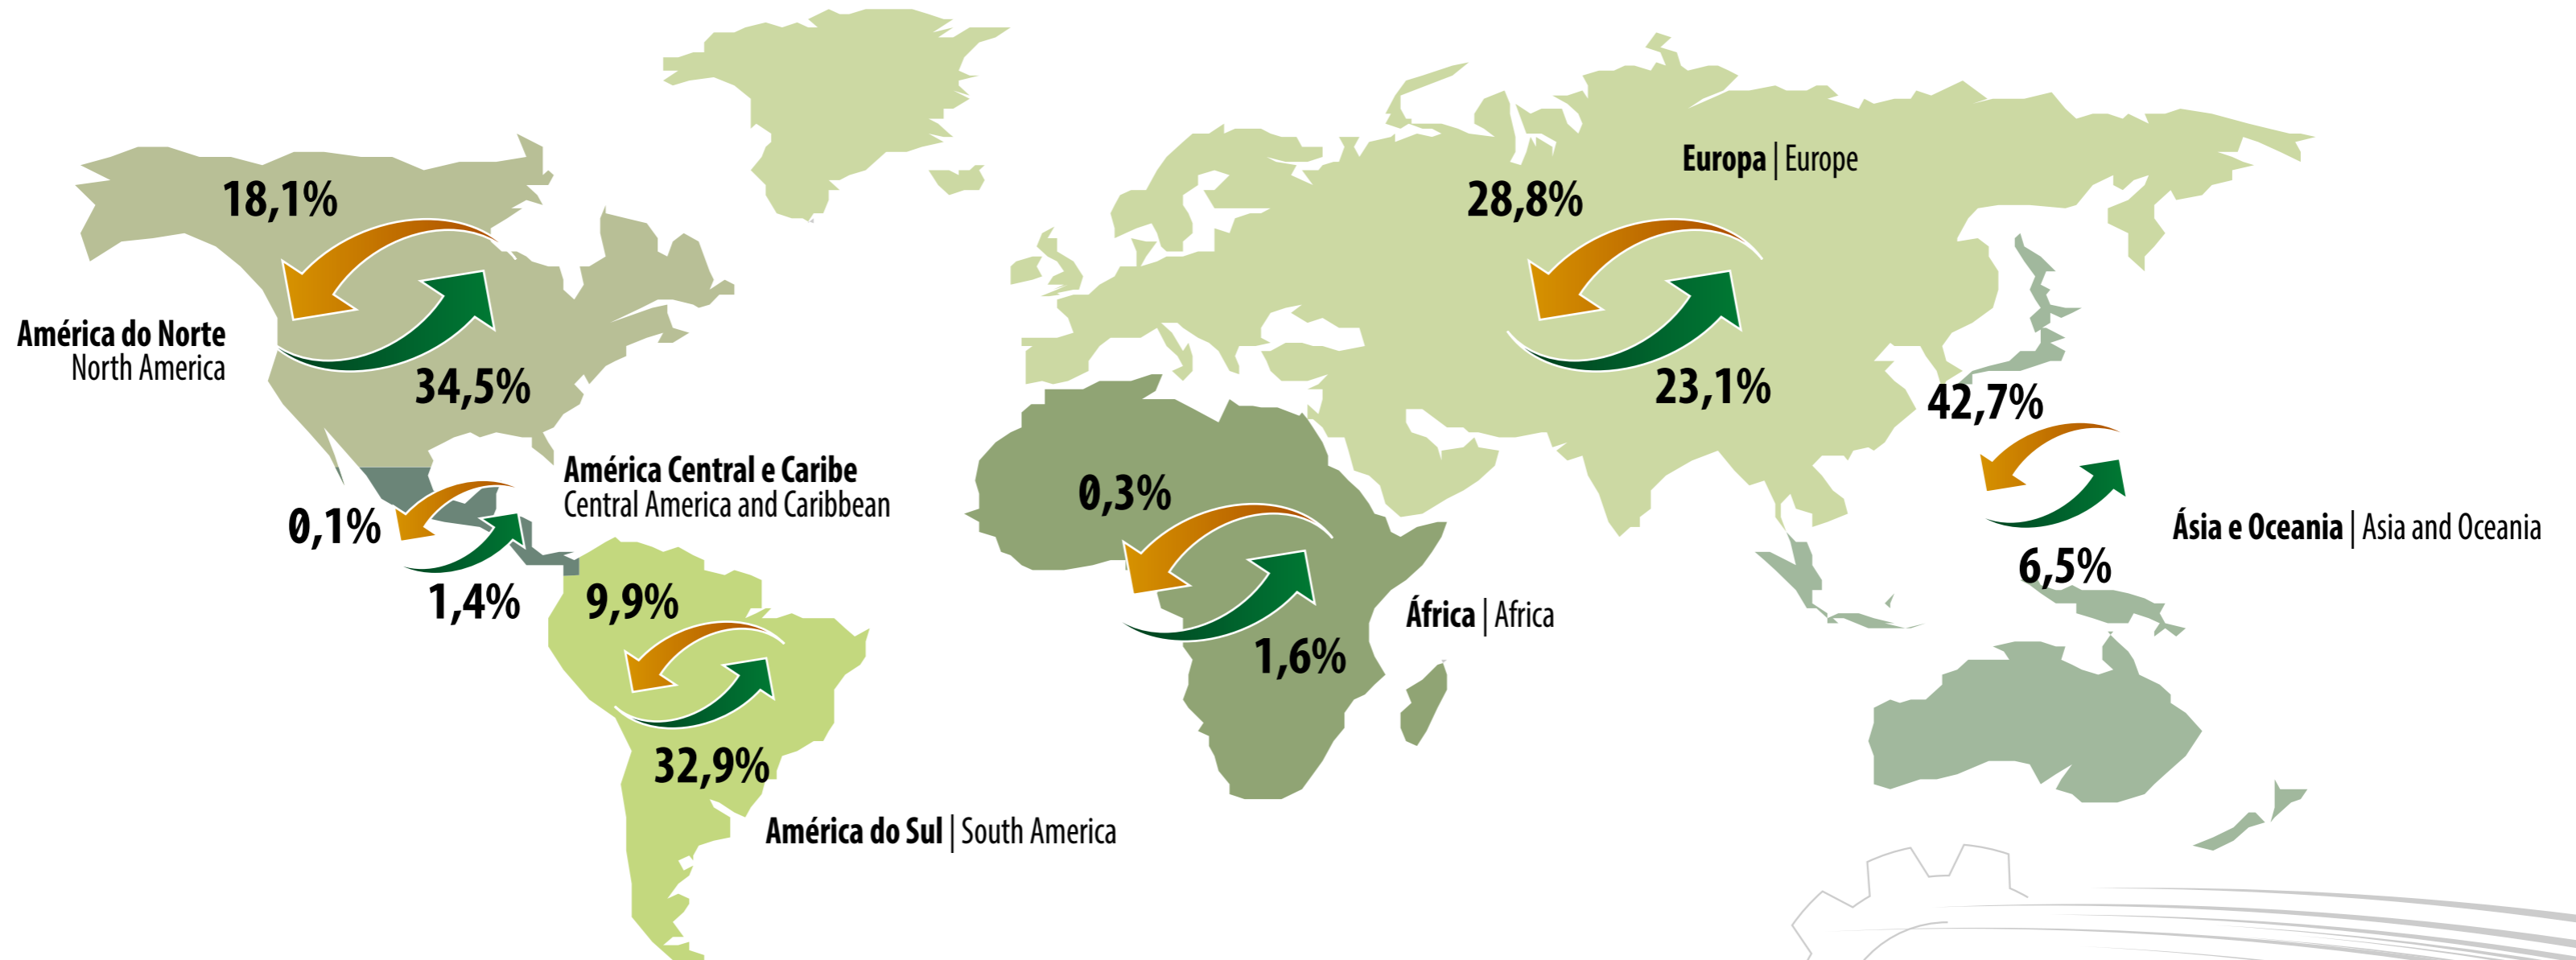 18,1%
América do Norte
North America
34,5%
América Central e Caribe
Central America and Caribbean
0,1%
1,4%
9,9%
32,9%
América do Sul | South America
Europa | Europe
28,8%
23,1%
0,3%
1,6%
África | Africa
42,7%
6,5%
Ásia e Oceania | Asia and Oceania